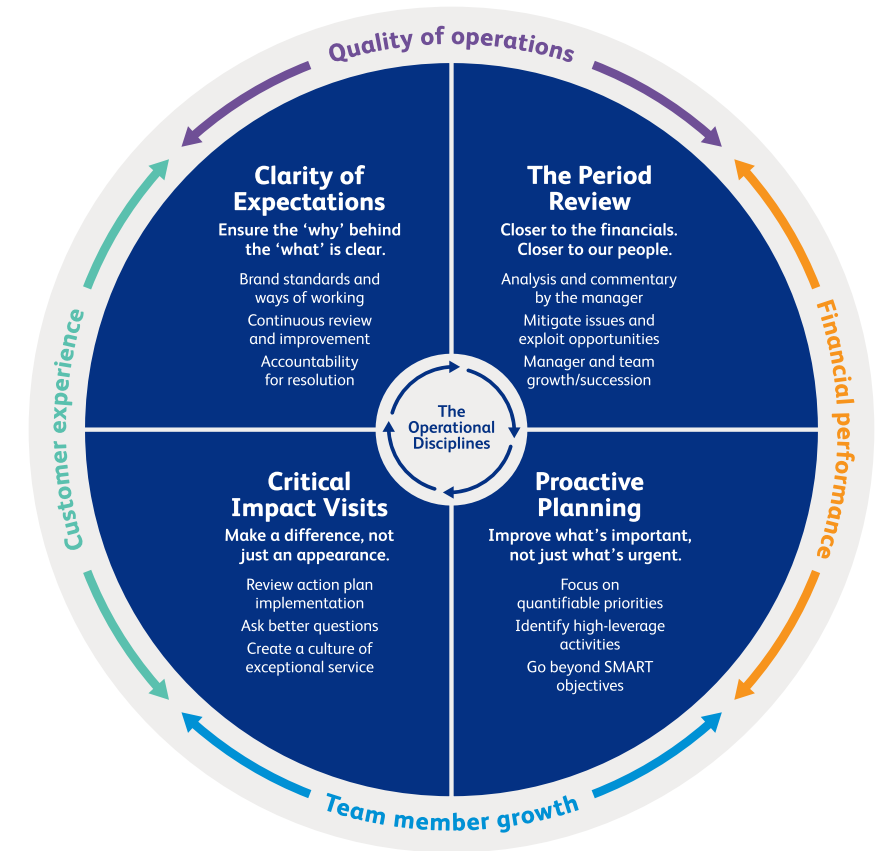 Quality of operations
Clarity of
Expectations
Ensure the ‘why’ behind
the ‘what’ is clear.
Brand standards and
ways of working
Continuous review
and improvement
Accountability
for resolution
The Period
Review
Closer to the financials.
Closer to our people.
Analysis and commentary
by the manager
Mitigate issues and
exploit opportunities
Manager and team
growth/succession
Customer experience
The
Operational
Disciplines
Financial performance
Critical
Impact Visits
Make a difference, not
just an appearance.
Review action plan
implementation
Ask better questions
Create a culture of
exceptional service
Proactive
Planning
Improve what’s important,
not just what’s urgent.
Focus on
quantifiable priorities
Identify high-leverage
activities
Go beyond SMART
objectives
Team member growth